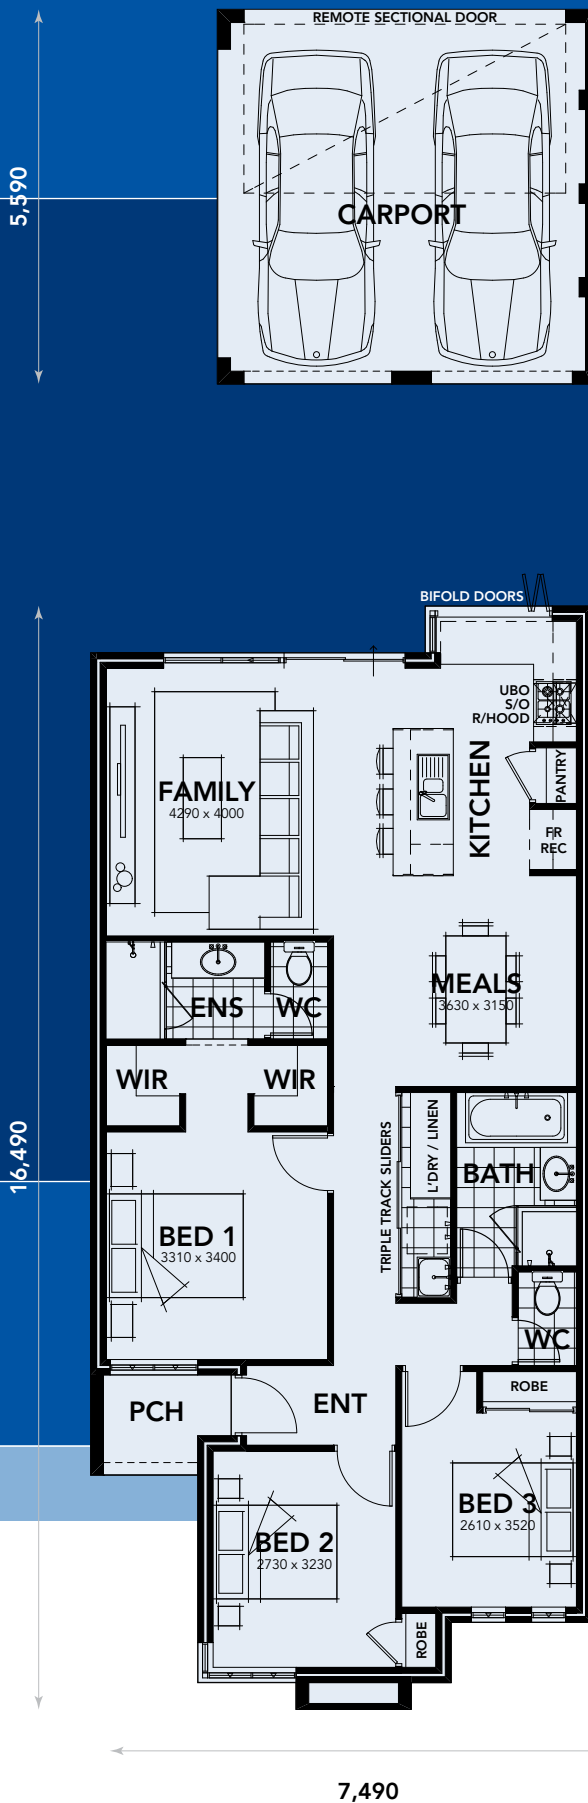 REMOTE SECTIONAL DOOR
5,590
CARPORT
BIFOLD DOORS
UBO
S/O
R/HOOD
KITCHEN
PANTRY
FAMILY
4290 x 4000
FR
REC
MEALS
3630 x 3150
ENS
WC
WIR
WIR
16,490
TRIPLE TRACK SLIDERS
L'DRY / LINEN
BATH
BED 1
3310 x 3400
WC
ROBE
PCH
ENT
BED 3
2610 x 3520
BED 2
2730 x 3230
ROBE
7,490